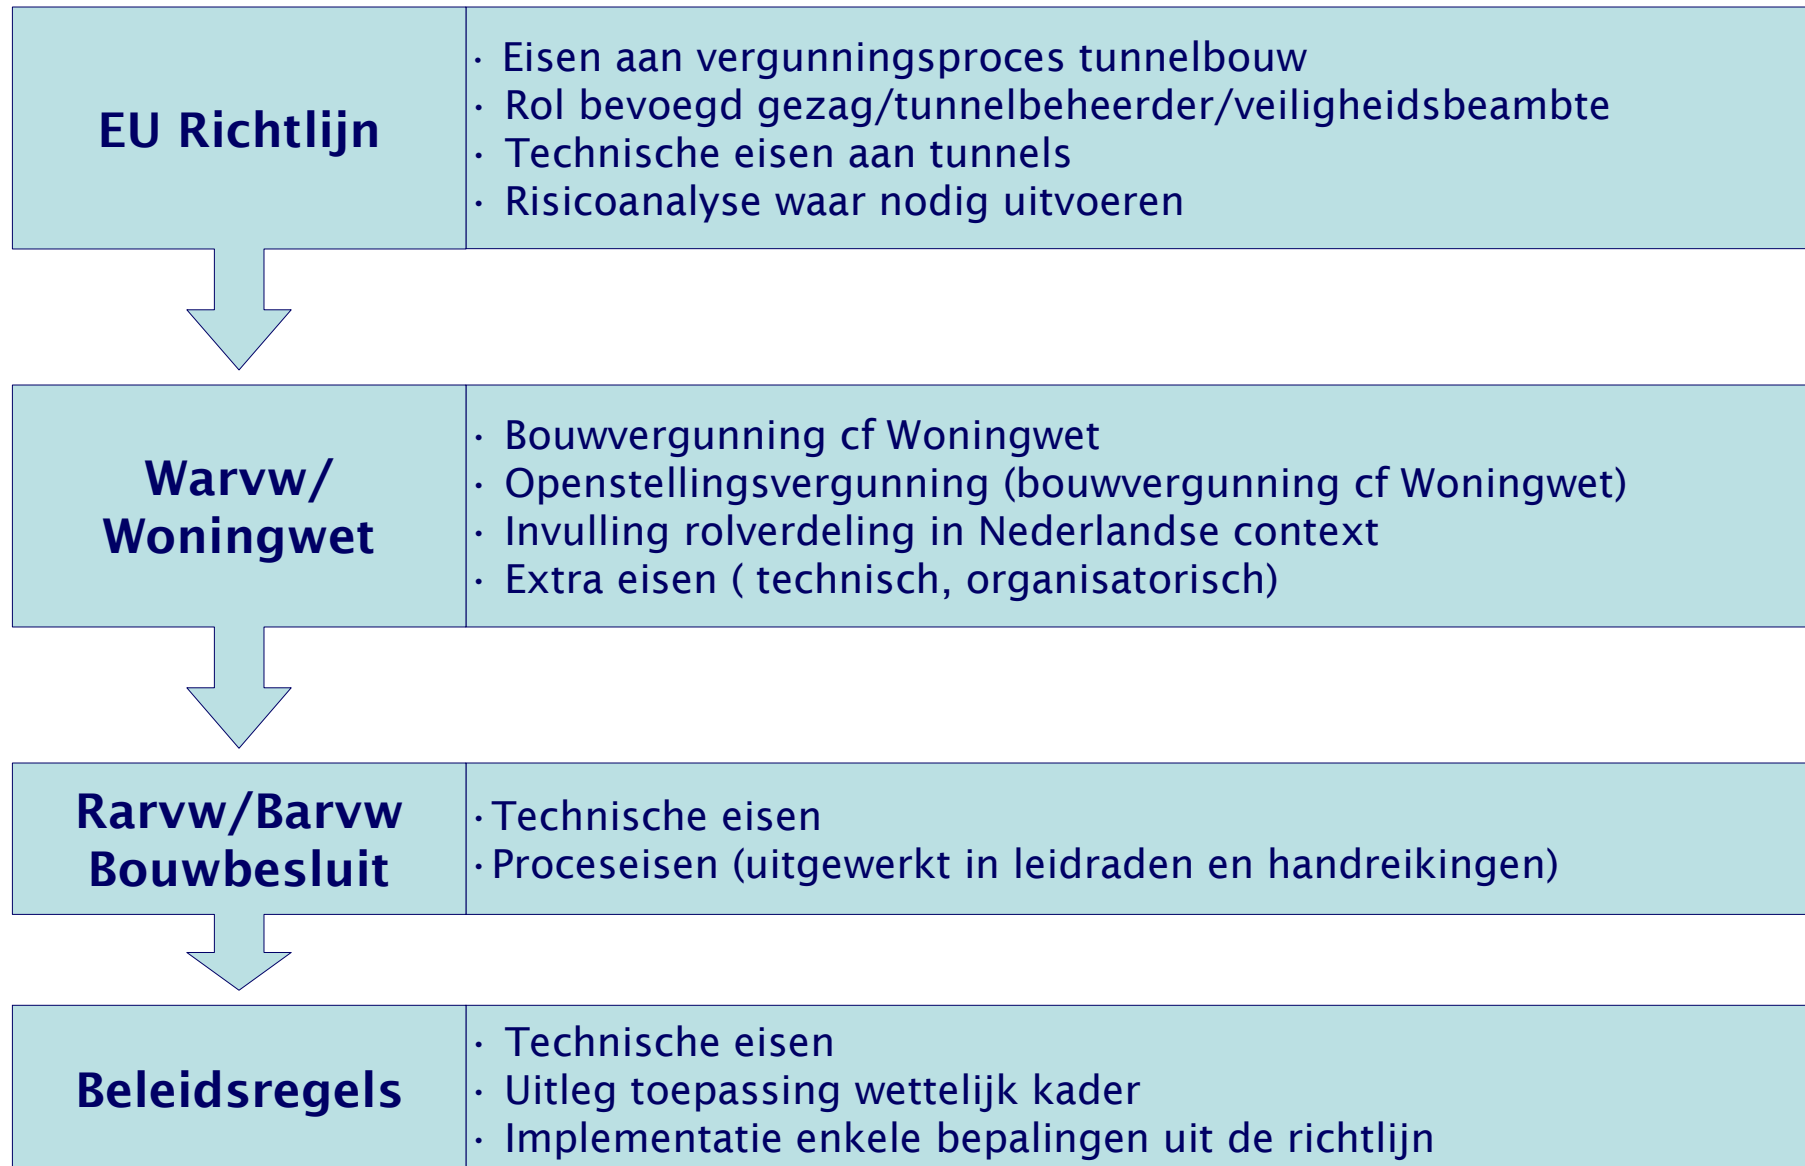 EU Richtlijn
· Eisen aan vergunningsproces tunnelbouw
· Rol bevoegd gezag/tunnelbeheerder/veiligheidsbeambte
· Technische eisen aan tunnels
· Risicoanalyse waar nodig uitvoeren
Warvw/
Woningwet
· Bouwvergunning cf Woningwet
· Openstellingsvergunning (bouwvergunning cf Woningwet)
· Invulling rolverdeling in Nederlandse context
· Extra eisen ( technisch, organisatorisch)
Rarvw/Barvw
Bouwbesluit
· Technische eisen
· Proceseisen (uitgewerkt in leidraden en handreikingen)
Beleidsregels
· Technische eisen
· Uitleg toepassing wettelijk kader
· Implementatie enkele bepalingen uit de richtlijn